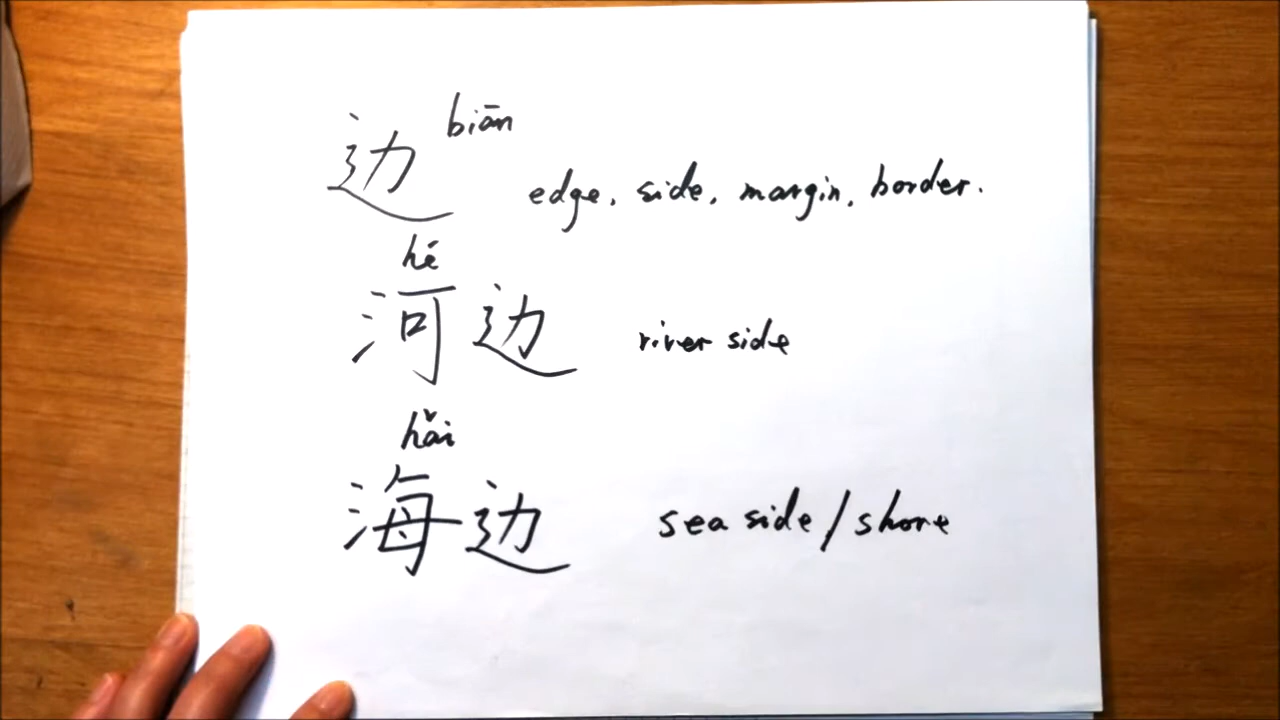 边 biān edge, side, margin, border.
hé
河边 river side
hǎi
海边 sea side / shore